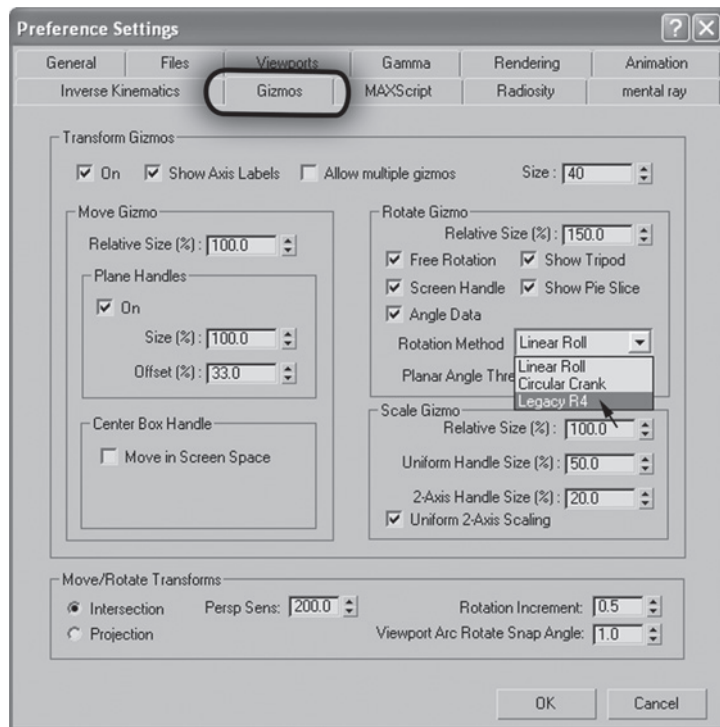 Preference Settings
General Files Viewports Gamma Rendering Animation
Inverse Kinematics Gizmos MAXScript Radiosity mental ray
Transform Gizmos
On Show Axis Labels Allow multiple gizmos Size : 40
Move Gizmo
Relative Size (%) : 100.0
Plane Handles
On
Size (%) : 100.0
Offset (%) : 33.0
Center Box Handle
Move in Screen Space
Rotate Gizmo
Relative Size (%) : 150.0
Free Rotation Show Tripod
Screen Handle Show Pie Slice
Angle Data
Rotation Method Linear Roll
Linear Roll
Circular Crank
Legacy R4
Planar Angle Thre
Scale Gizmo
Relative Size (%) : 100.0
Uniform Handle Size (%) : 50.0
2-Axis Handle Size (%) : 20.0
Uniform 2-Axis Scaling
Move/Rotate Transforms
Intersection Persp Sens: 200.0 Rotation Increment: 0.5
Projection Viewport Arc Rotate Snap Angle: 1.0
OK Cancel